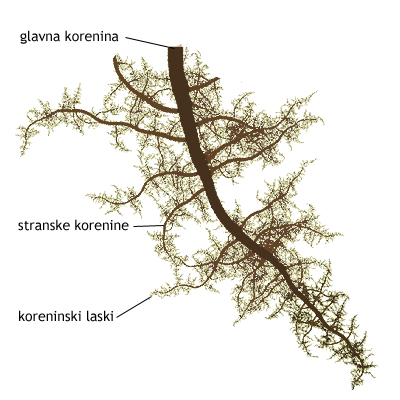 glavna korenina
stranske korenine
koreninski laski